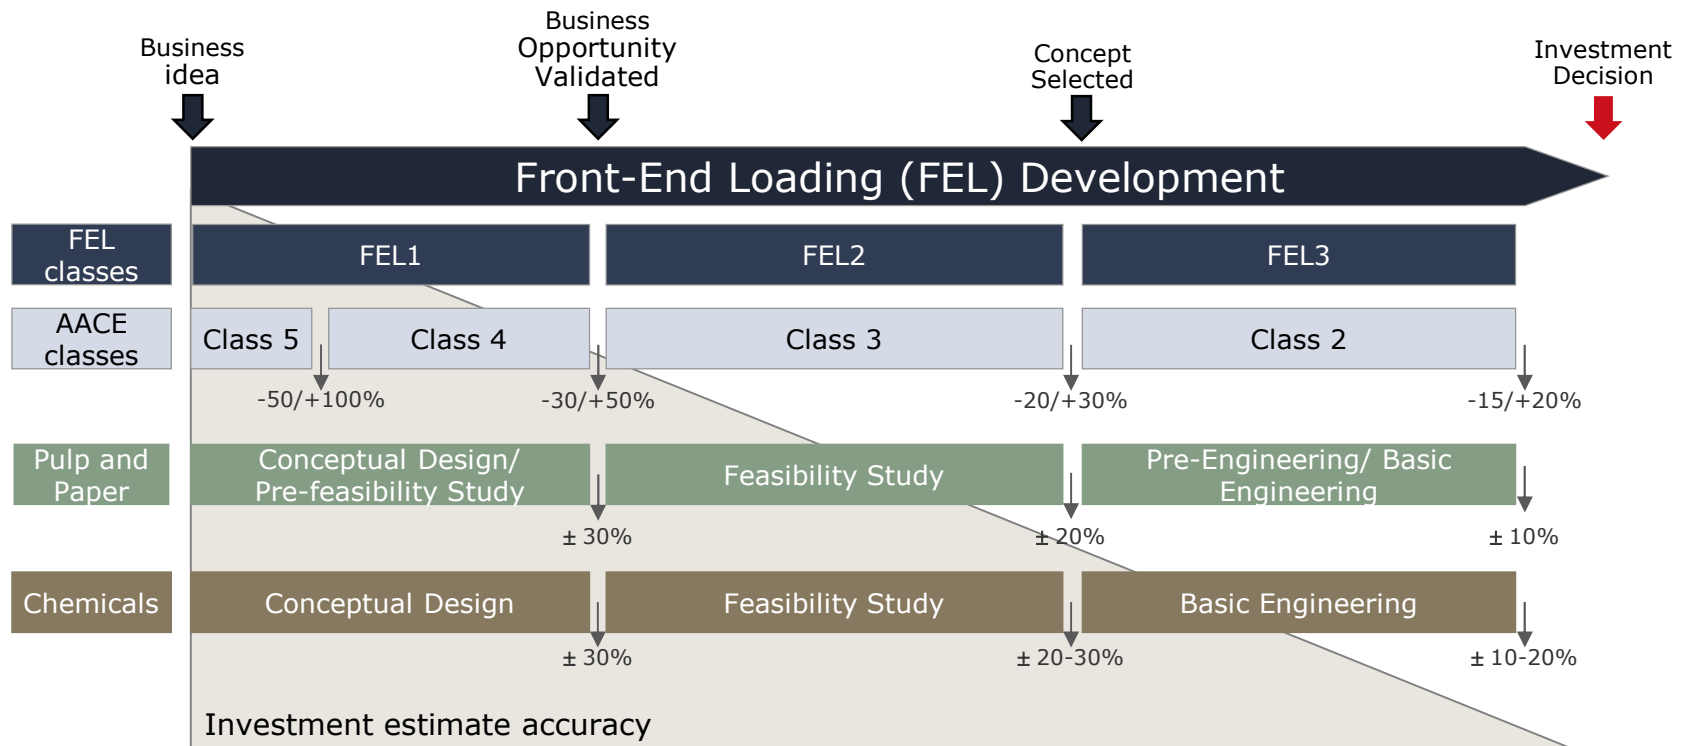 Business
idea
Business
Opportunity
Validated
Concept
Selected
Investment
Decision
Front-End Loading (FEL) Development
FEL
classes
FEL1
FEL2
FEL3
AACE
classes
Class 5
Class 4
Class 3
Class 2
-50/+100%
-30/+50%
-20/+30%
-15/+20%
Pulp and
Paper
Conceptual Design/
Pre-feasibility Study
Feasibility Study
Pre-Engineering/ Basic
Engineering
± 30%
± 20%
± 10%
Chemicals
Conceptual Design
Feasibility Study
Basic Engineering
± 30%
± 20-30%
± 10-20%
Investment estimate accuracy